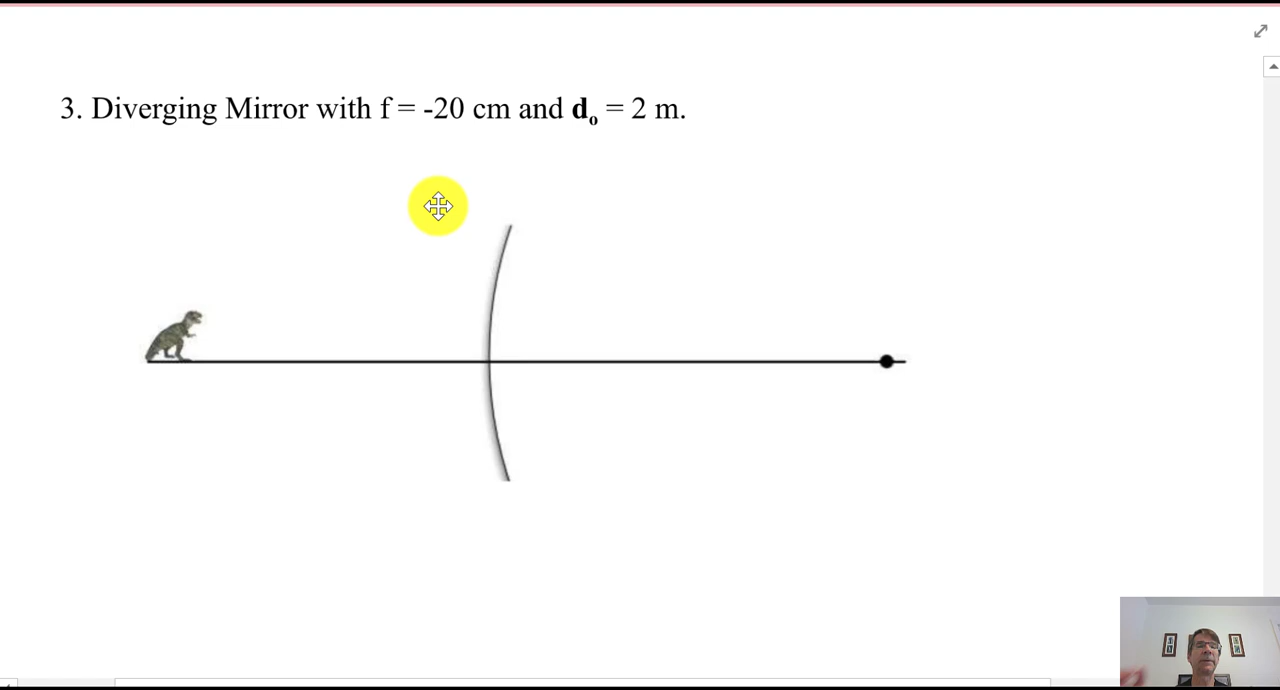 3. Diverging Mirror with f = -20 cm and dₒ = 2 m.